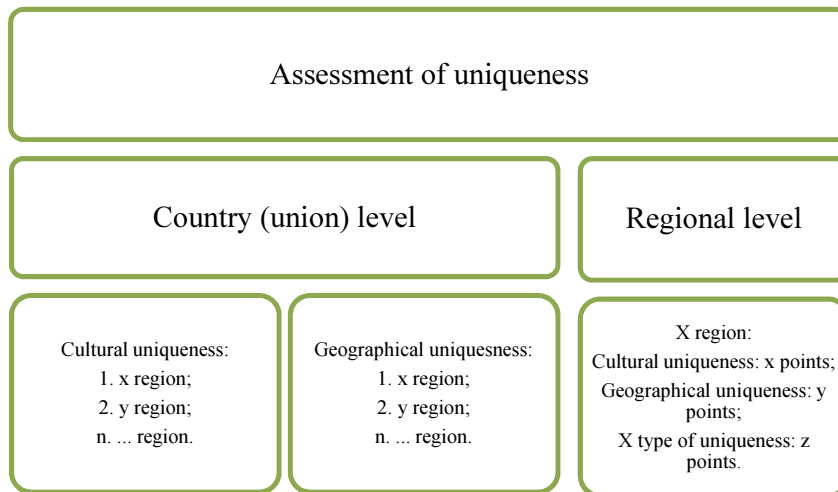 Assessment of uniqueness
Country (union) level
Regional level
Cultural uniqueness:
1. x region;
2. y region;
n. ... region.
Geographical uniquesness:
1. x region;
2. y region;
n. ... region.
X region:
Cultural uniqueness: x points;
Geographical uniqueness: y
points;
X type of uniqueness: z
points.